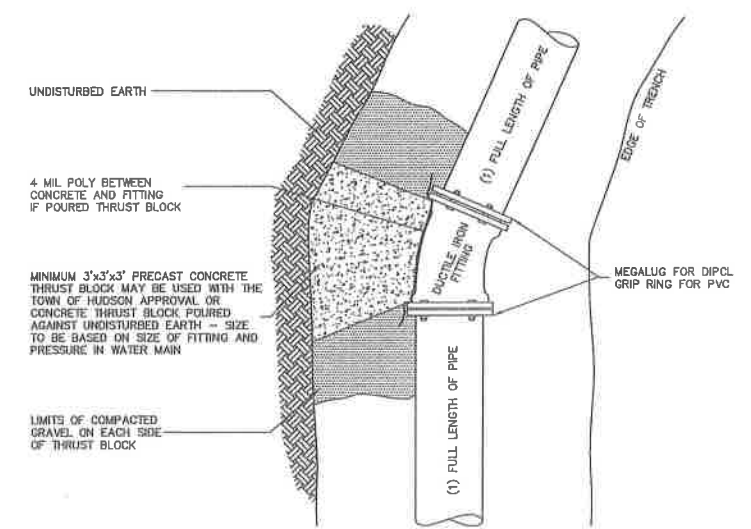 UNDISTURBED EARTH
4 MIL POLY BETWEEN
CONCRETE AND FITTING
IF POURED THRUST BLOCK
MINIMUM 3'x3'x3' PRECAST CONCRETE
THRUST BLOCK MAY BE USED WITH THE
TOWN OF HUDSON APPROVAL OR
CONCRETE THRUST BLOCK POURED
AGAINST UNDISTURBED EARTH - SIZE
TO BE BASED ON SIZE OF FITTING AND
PRESSURE IN WATER MAIN
LIMITS OF COMPACTED
GRAVEL ON EACH SIDE
OF THRUST BLOCK
(1) FULL LENGTH OF PIPE
DUCTILE IRON
FITTING
(1) FULL LENGTH OF PIPE
EDGE OF TRENCH
MEGALUG FOR DIPCL
GRIP RING FOR PVC